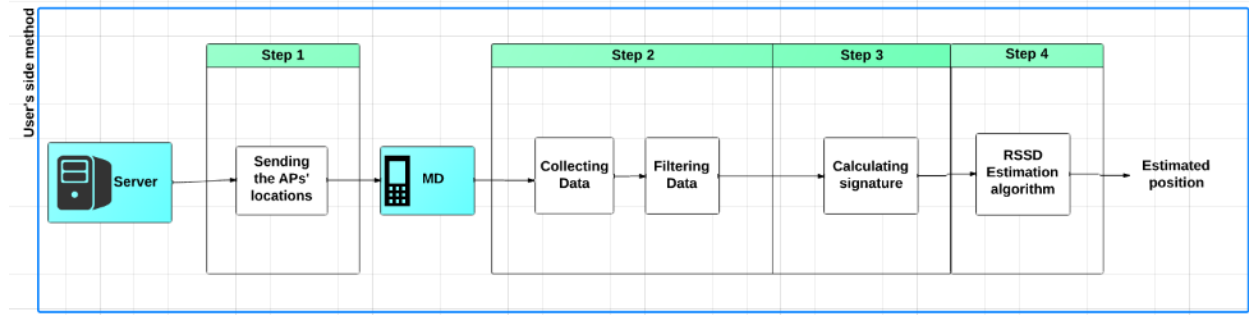 User's side method
Step 1
Step 2
Step 3
Step 4
Server
Sending
the APs'
locations
MD
Collecting
Data
Filtering
Data
Calculating
signature
RSSD
Estimation
algorithm
Estimated
position